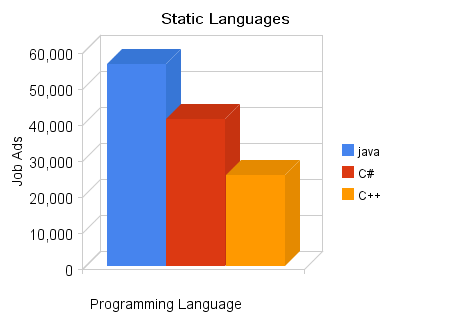 Static Languages
60,000
50,000
40,000
30,000
20,000
10,000
0
Job Ads
java
C#
C++
Programming Language